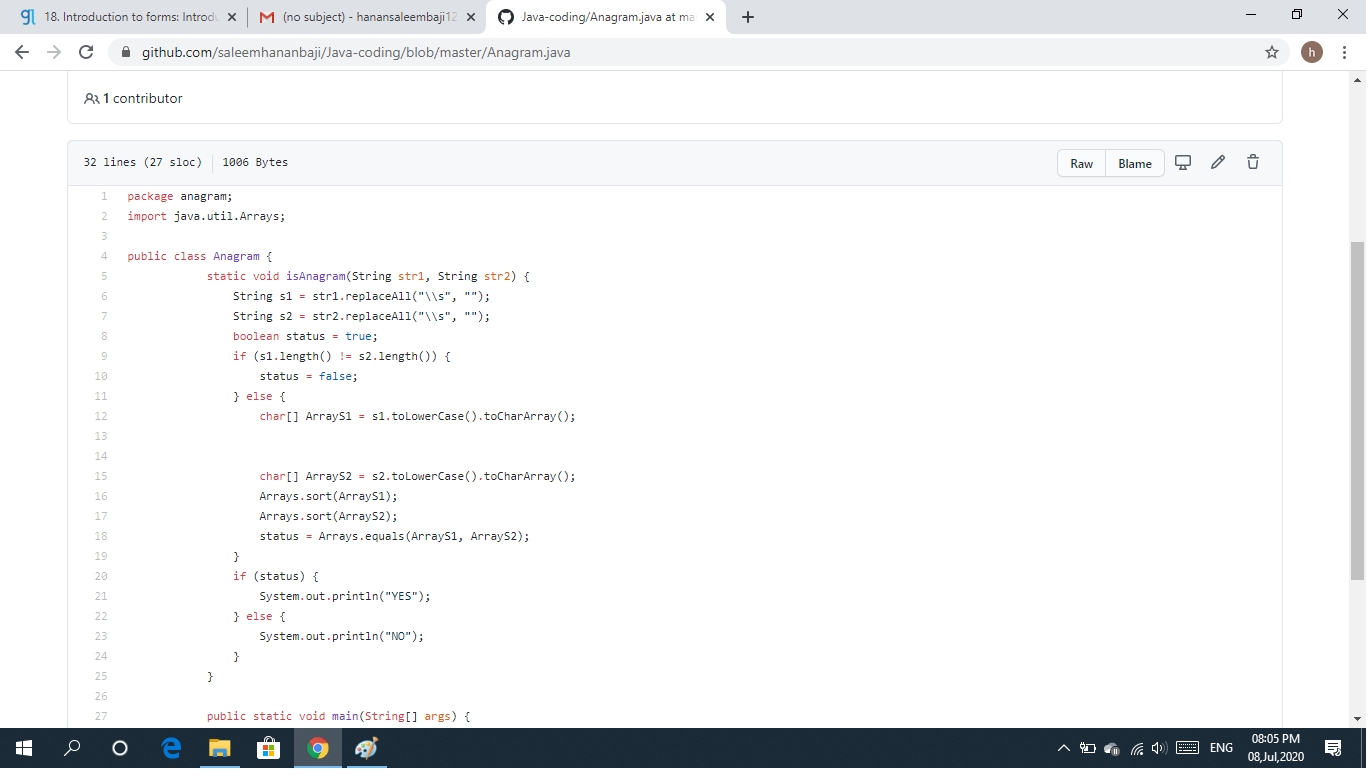 18. Introduction to forms: Introdu
(no subject) - hanansaleembaji12
Java-coding/Anagram.java at ma
github.com/saleemhananbaji/Java-coding/blob/master/Anagram.java
h
1 contributor
32 lines (27 sloc) 1006 Bytes
Raw Blame
1 package anagram;
2 import java.util.Arrays;
3
4 public class Anagram {
5 static void isAnagram(String str1, String str2) {
6 String s1 = str1.replaceAll("\\s", "");
7 String s2 = str2.replaceAll("\\s", "");
8 boolean status = true;
9 if (s1.length() != s2.length()) {
10 status = false;
11 } else {
12 char[] ArrayS1 = s1.toLowerCase().toCharArray();
13
14
15 char[] ArrayS2 = s2.toLowerCase().toCharArray();
16 Arrays.sort(ArrayS1);
17 Arrays.sort(ArrayS2);
18 status = Arrays.equals(ArrayS1, ArrayS2);
19 }
20 if (status) {
21 System.out.println("YES");
22 } else {
23 System.out.println("NO");
24 }
25 }
26
27 public static void main(String[] args) {
ENG
08:05 PM
08,Jul,2020